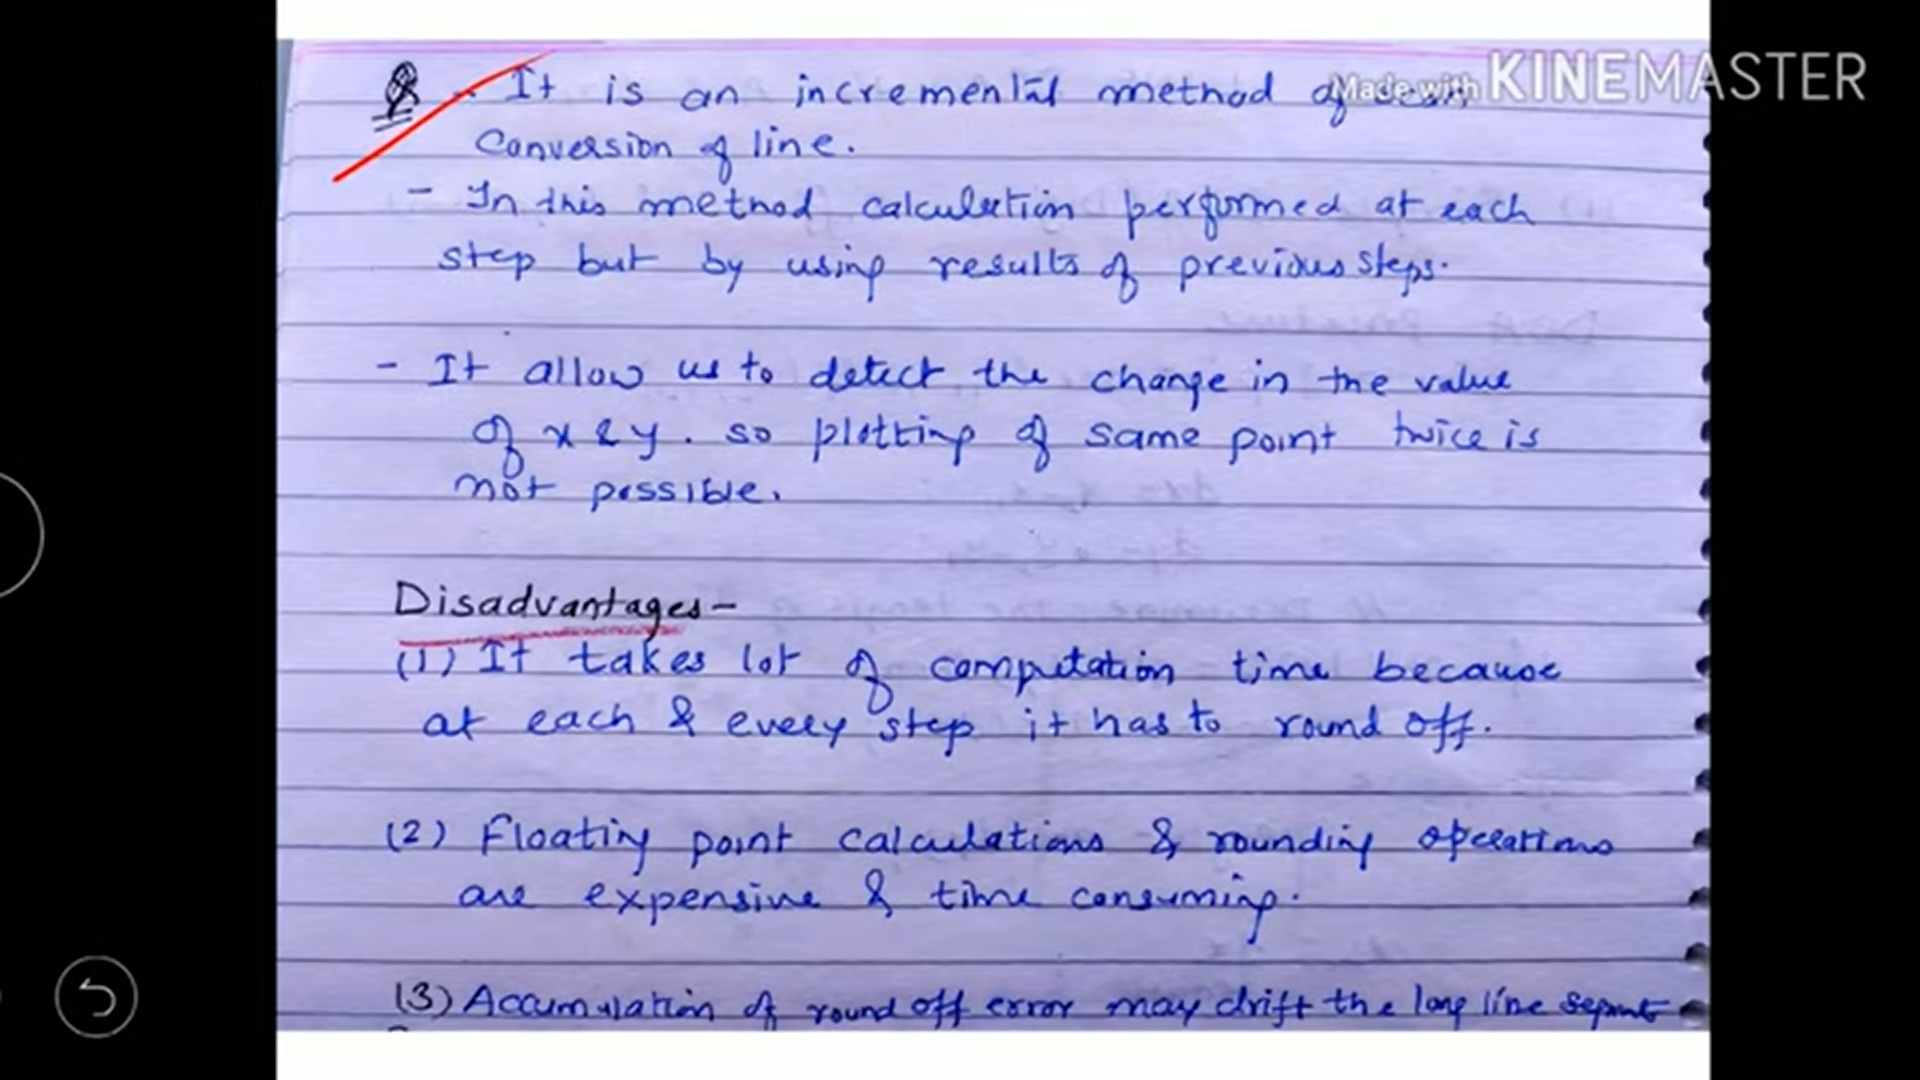 - It is an incremental method of scan
Made with KINEMASTER
Conversion of line.
- In this method calculation performed at each
step but by using results of previous steps.
- It allow us to detect the change in the value
of x & y. so plotting of same point twice is
not possible.
Disadvantages -
(1) It takes lot of computation time because
at each & every step it has to round off.
(2) Floating point calculations & rounding operations
are expensive & time consuming.
(3) Accumulation of round off error may drift the long line